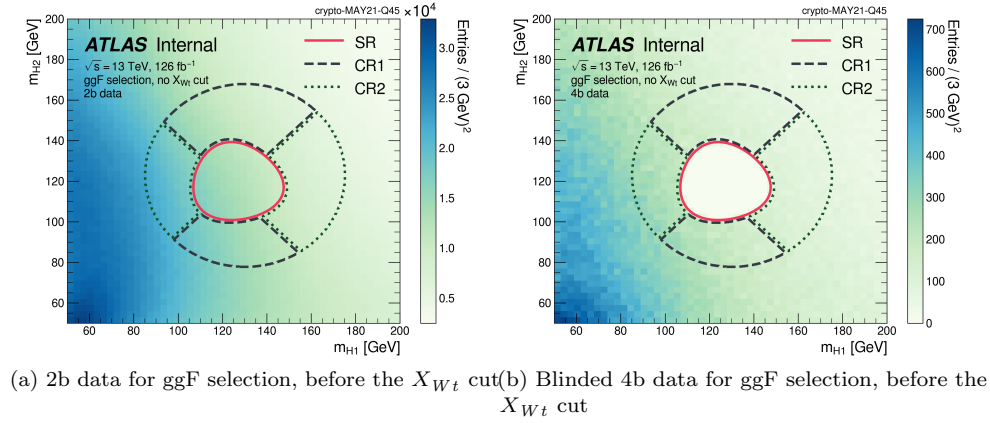 crypto-MAY21-Q45
×10⁴
ATLAS Internal
√s = 13 TeV, 126 fb⁻¹
ggF selection, no X_Wt cut
2b data
SR
CR1
CR2
m_H2 [GeV]
200
180
160
140
120
100
80
60
60 80 100 120 140 160 180 200
m_H1 [GeV]
3.0
2.5
2.0
1.5
1.0
0.5
Entries / (3 GeV)²
crypto-MAY21-Q45
ATLAS Internal
√s = 13 TeV, 126 fb⁻¹
ggF selection, no X_Wt cut
4b data
SR
CR1
CR2
m_H2 [GeV]
200
180
160
140
120
100
80
60
60 80 100 120 140 160 180 200
m_H1 [GeV]
700
600
500
400
300
200
100
0
Entries / (3 GeV)²
(a) 2b data for ggF selection, before the X_Wt cut
(b) Blinded 4b data for ggF selection, before the
X_Wt cut